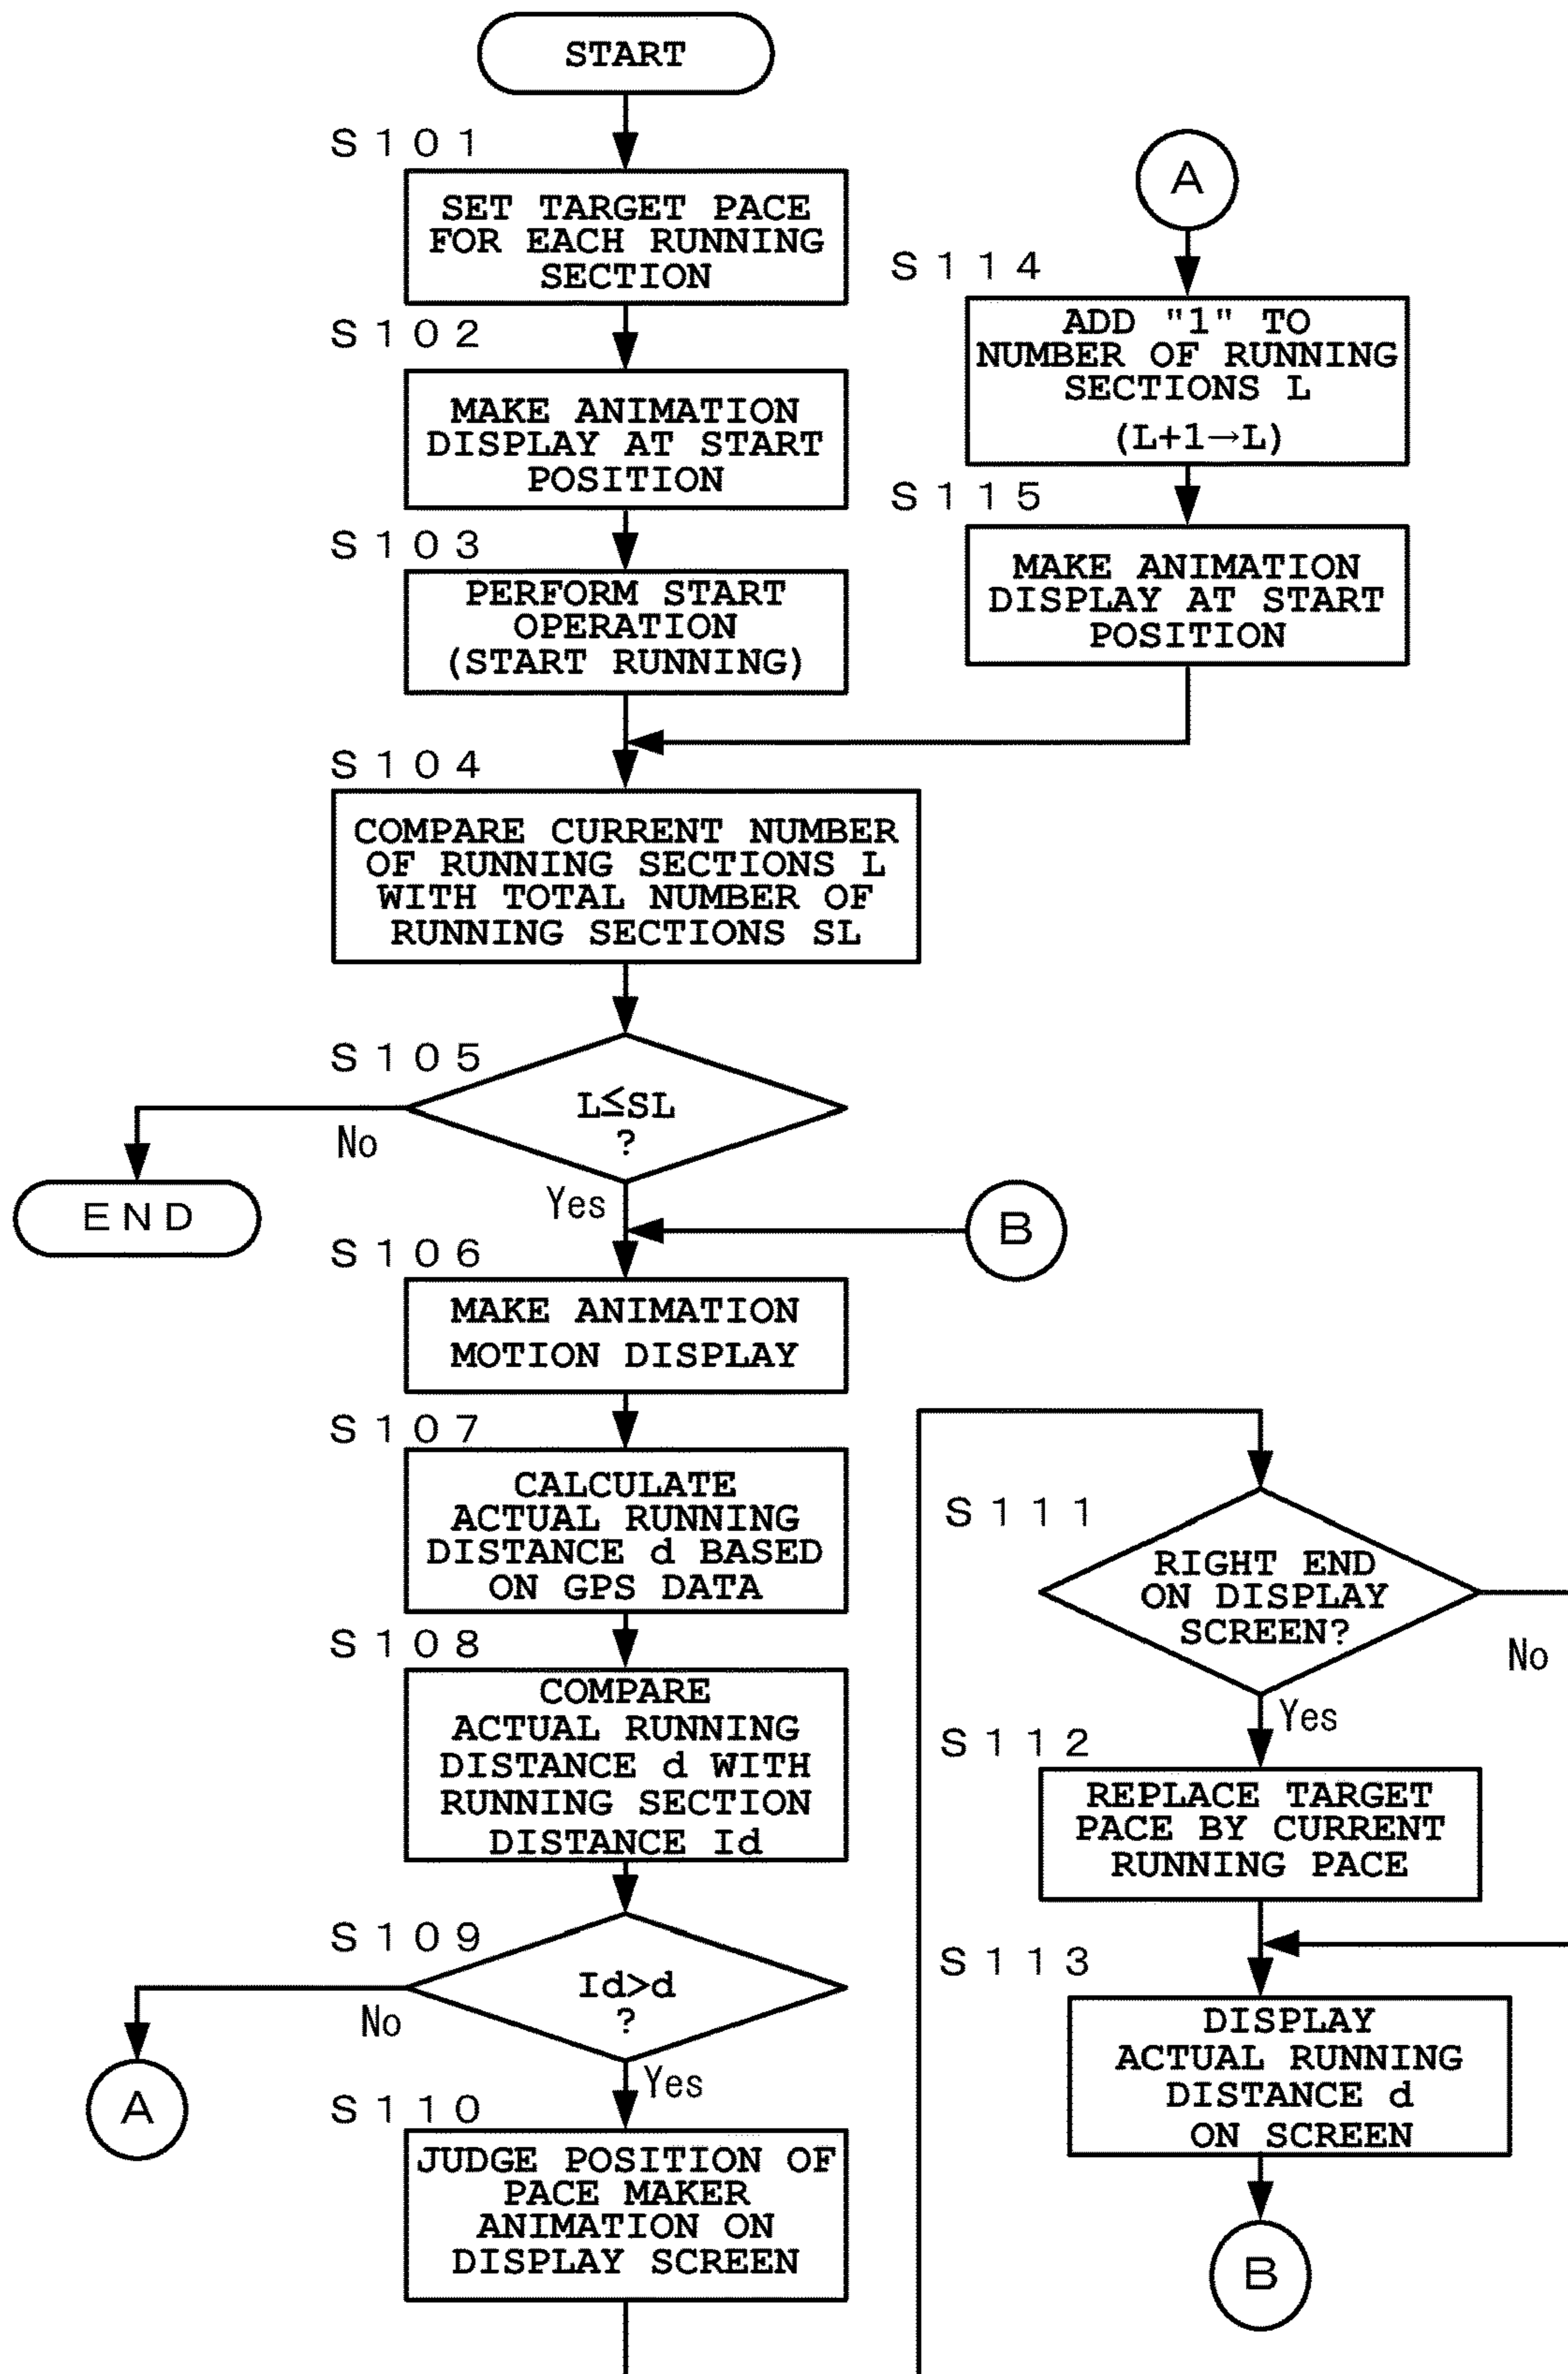 START
S101
SET TARGET PACE
FOR EACH RUNNING
SECTION
S102
MAKE ANIMATION
DISPLAY AT START
POSITION
S103
PERFORM START
OPERATION
(START RUNNING)
A
S114
ADD "1" TO
NUMBER OF RUNNING
SECTIONS L
(L+1→L)
S115
MAKE ANIMATION
DISPLAY AT START
POSITION
S104
COMPARE CURRENT NUMBER
OF RUNNING SECTIONS L
WITH TOTAL NUMBER OF
RUNNING SECTIONS SL
S105
L≤SL
?
No
END
Yes
B
S106
MAKE ANIMATION
MOTION DISPLAY
S107
CALCULATE
ACTUAL RUNNING
DISTANCE d BASED
ON GPS DATA
S108
COMPARE
ACTUAL RUNNING
DISTANCE d WITH
RUNNING SECTION
DISTANCE Id
S109
Id>d
?
No
A
Yes
S110
JUDGE POSITION OF
PACE MAKER
ANIMATION ON
DISPLAY SCREEN
S111
RIGHT END
ON DISPLAY
SCREEN?
No
Yes
S112
REPLACE TARGET
PACE BY CURRENT
RUNNING PACE
S113
DISPLAY
ACTUAL RUNNING
DISTANCE d
ON SCREEN
B